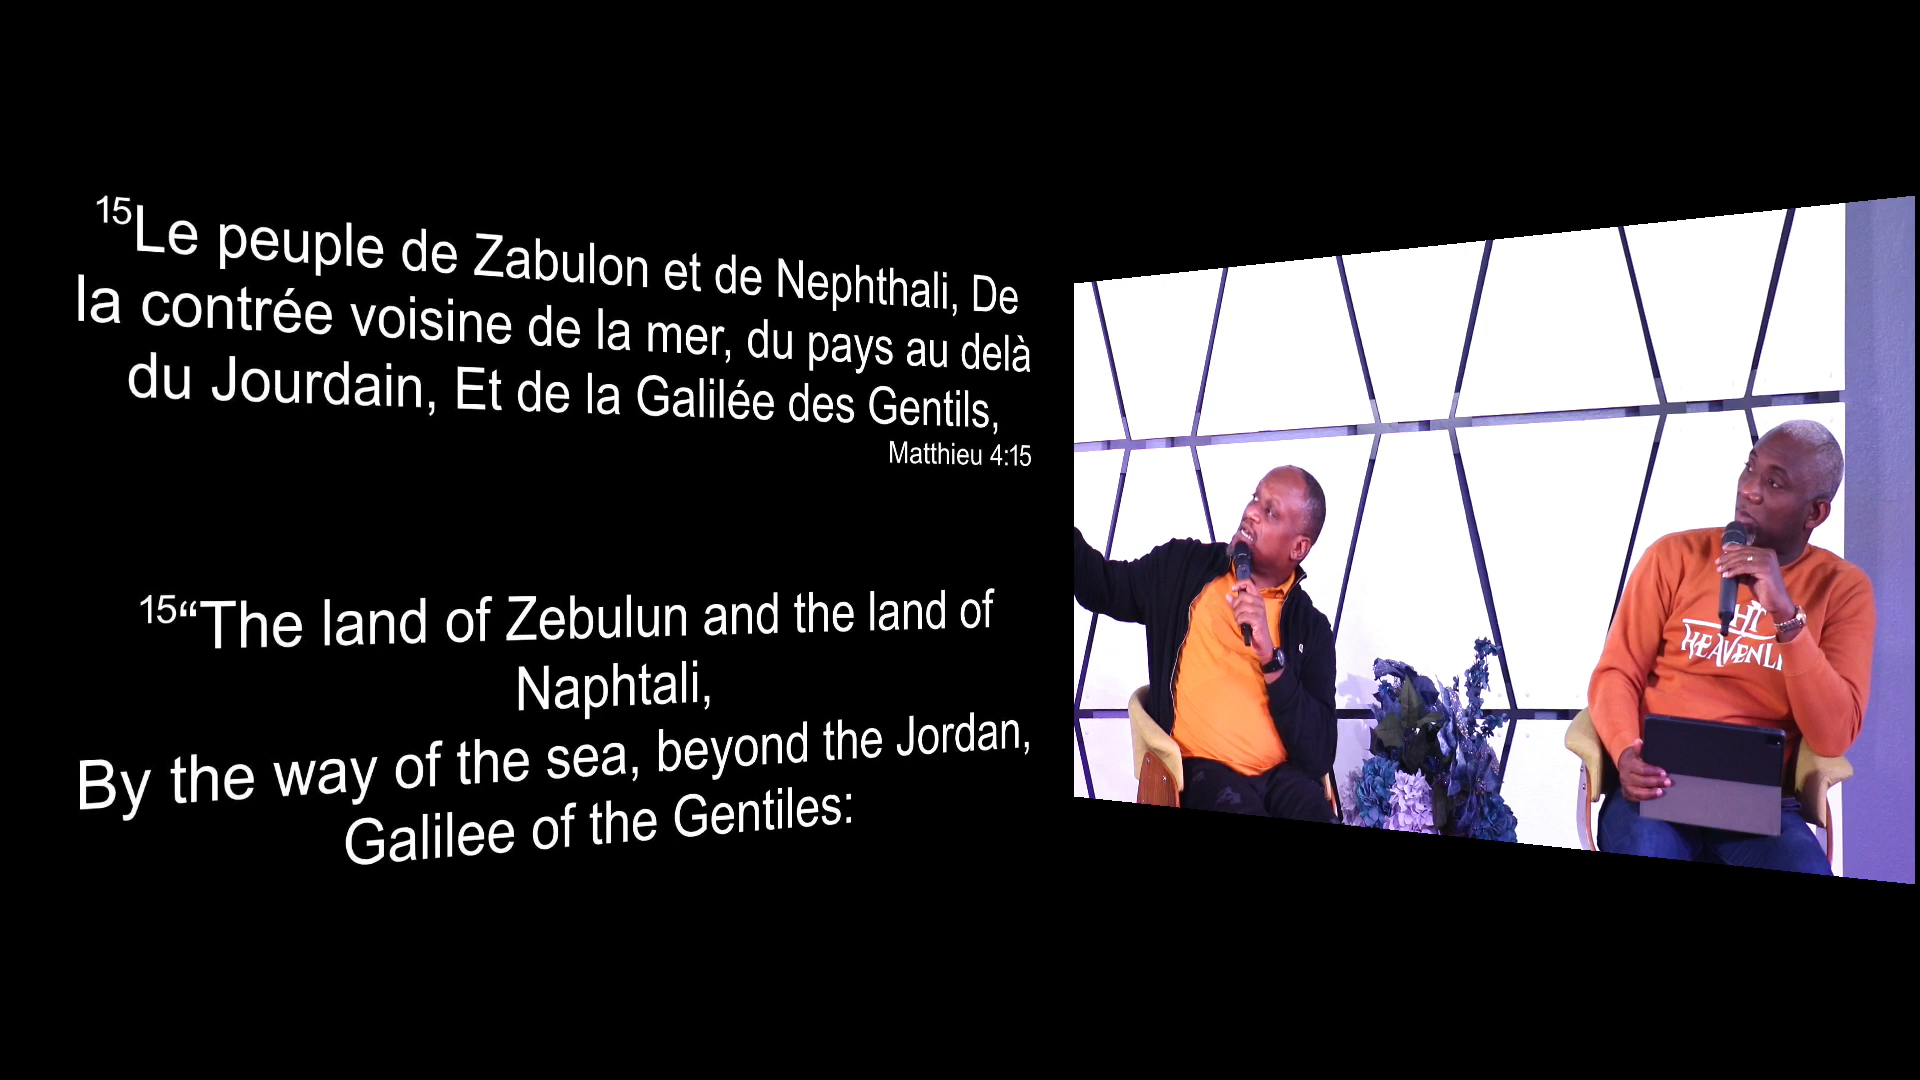 15Le peuple de Zabulon et de Nephthali, De
la contrée voisine de la mer, du pays au delà
du Jourdain, Et de la Galilée des Gentils,
Matthieu 4:15
15“The land of Zebulun and the land of
Naphtali,
By the way of the sea, beyond the Jordan,
Galilee of the Gentiles: